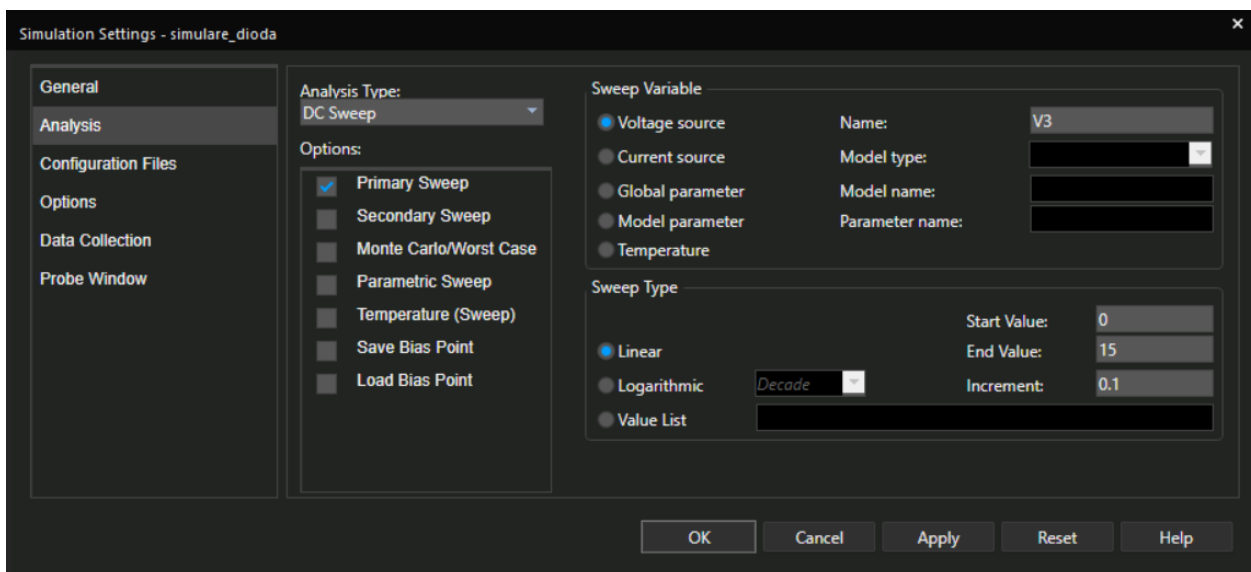 Simulation Settings - simulare_dioda
×
General
Analysis
Configuration Files
Options
Data Collection
Probe Window
Analysis Type:
DC Sweep
Options:
Primary Sweep
Secondary Sweep
Monte Carlo/Worst Case
Parametric Sweep
Temperature (Sweep)
Save Bias Point
Load Bias Point
Sweep Variable
Voltage source Name: V3
Current source Model type:
Global parameter Model name:
Model parameter Parameter name:
Temperature
Sweep Type
Start Value: 0
Linear End Value: 15
Logarithmic Decade Increment: 0.1
Value List
OK Cancel Apply Reset Help